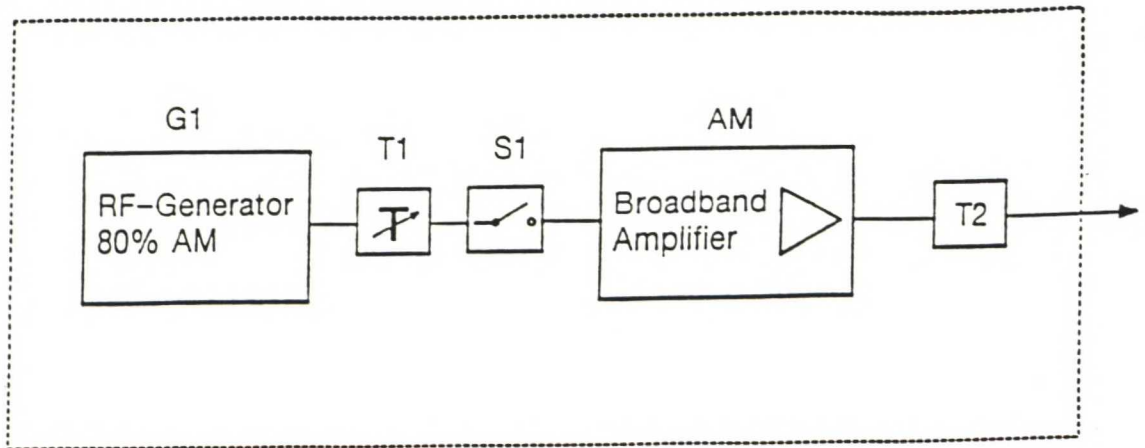 G1
T1
S1
AM
RF-Generator
80% AM
T
Broadband
Amplifier
T2